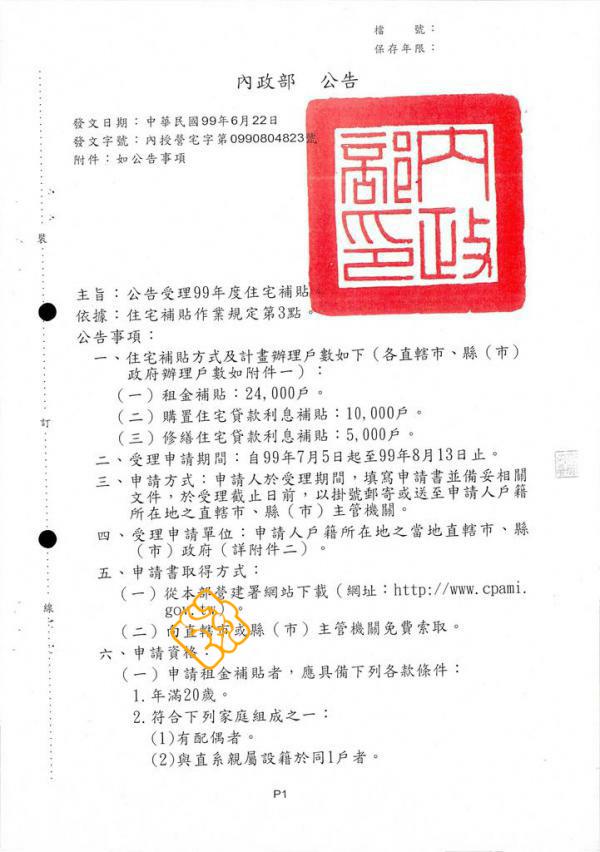 檔　　號：
保存年限：
內政部　公告
發文日期：中華民國99年6月22日
發文字號：內授營宅字第0990804823號
附件：如公告事項
內政部印
主旨：公告受理99年度住宅補貼。
依據：住宅補貼作業規定第3點。
公告事項：
一、住宅補貼方式及計畫辦理戶數如下（各直轄市、縣（市）
政府辦理戶數如附件一）：
（一）租金補貼：24,000戶。
（二）購置住宅貸款利息補貼：10,000戶。
（三）修繕住宅貸款利息補貼：5,000戶。
二、受理申請期間：自99年7月5日起至99年8月13日止。
三、申請方式：申請人於受理期間，填寫申請書並備妥相關
文件，於受理截止日前，以掛號郵寄或送至申請人戶籍
所在地之直轄市、縣（市）主管機關。
四、受理申請單位：申請人戶籍所在地之當地直轄市、縣
（市）政府（詳附件二）。
五、申請書取得方式：
（一）從本部營建署網站下載（網址：http://www.cpami.
gov.tw）。
（二）向直轄市或縣（市）主管機關免費索取。
六、申請資格：
（一）申請租金補貼者，應具備下列各款條件：
1.年滿20歲。
2.符合下列家庭組成之一：
(1)有配偶者。
(2)與直系親屬設籍於同1戶者。
裝
訂
線
P1